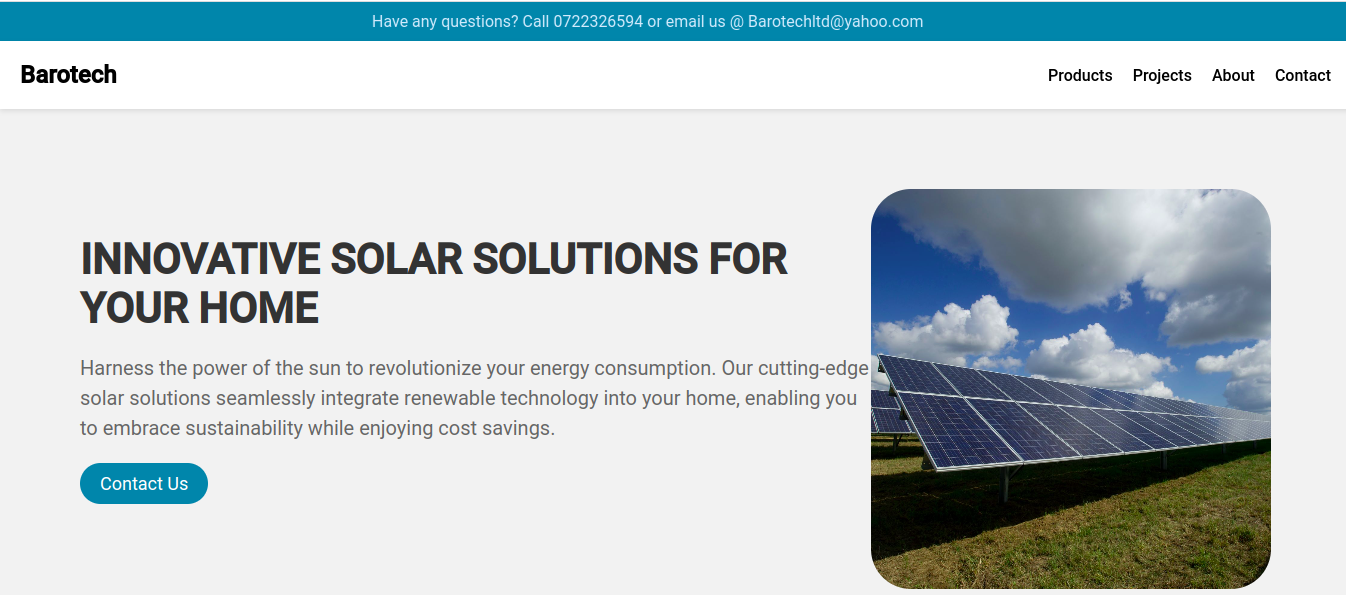 Have any questions? Call 0722326594 or email us @ Barotechltd@yahoo.com
Barotech
Products Projects About Contact
INNOVATIVE SOLAR SOLUTIONS FOR
YOUR HOME
Harness the power of the sun to revolutionize your energy consumption. Our cutting-edge
solar solutions seamlessly integrate renewable technology into your home, enabling you
to embrace sustainability while enjoying cost savings.
Contact Us